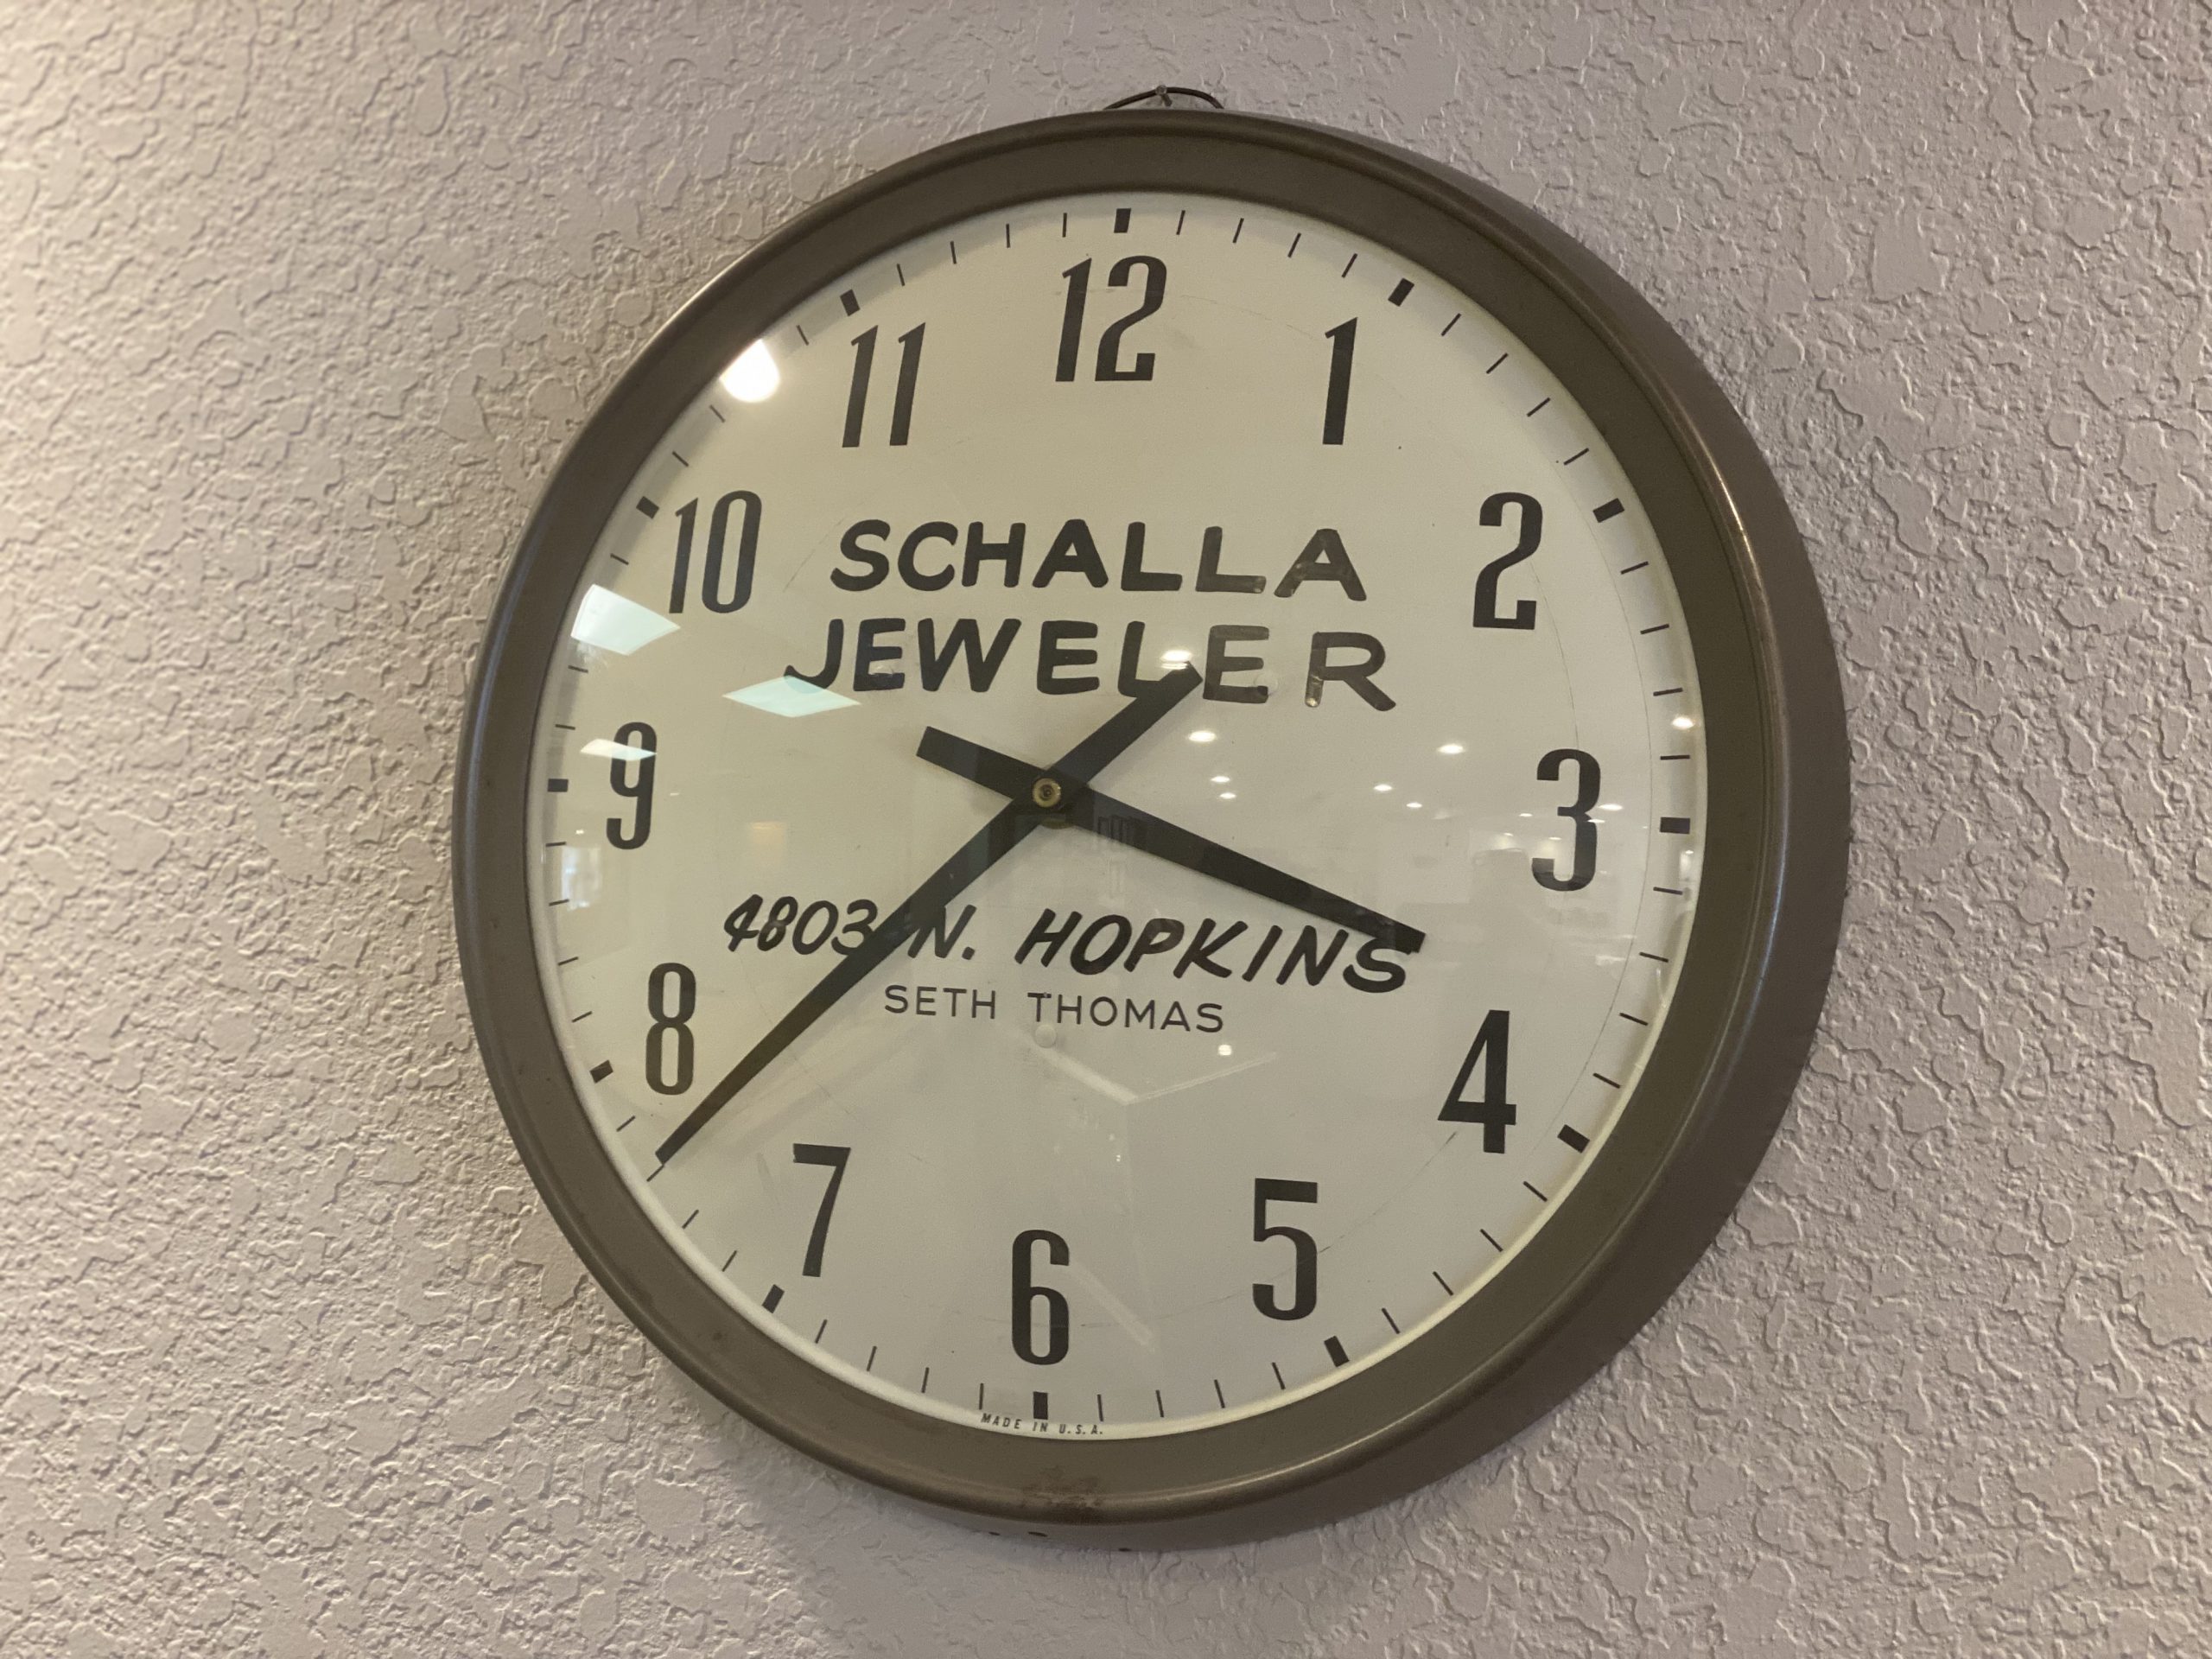 12
11 1
10 2
SCHALLA
JEWELER
9 3
4803 N. HOPKINS
SETH THOMAS
8 4
7 5
6
MADE IN U.S.A.